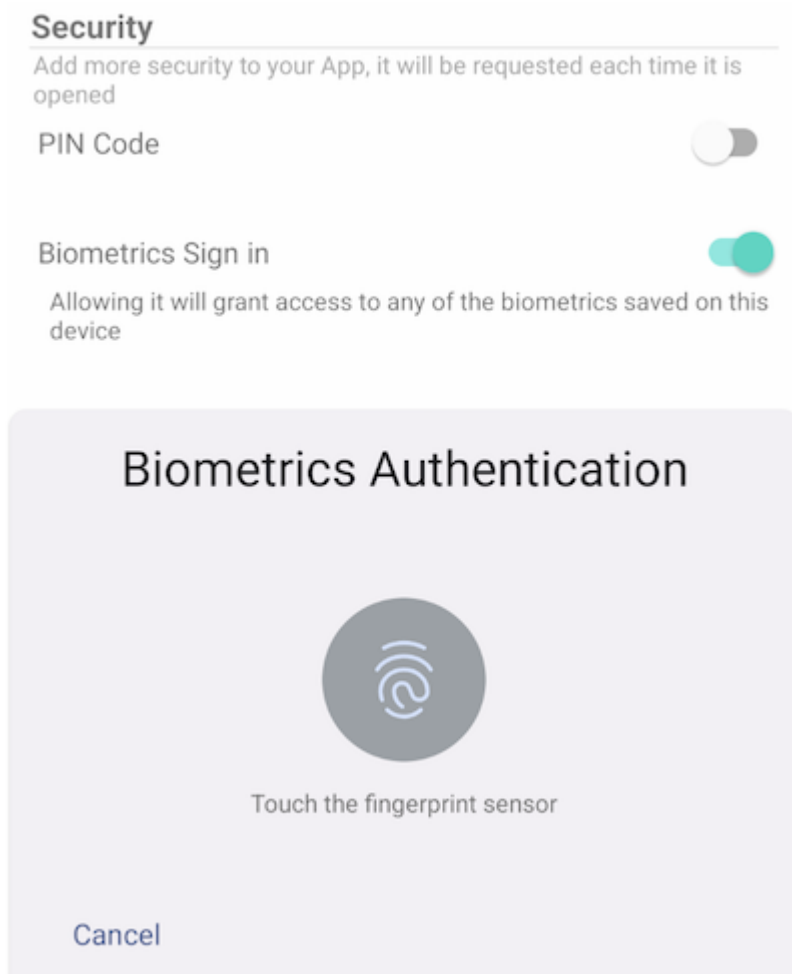 Security
Add more security to your App, it will be requested each time it is
opened
PIN Code
Biometrics Sign in
Allowing it will grant access to any of the biometrics saved on this
device
Biometrics Authentication
Touch the fingerprint sensor
Cancel